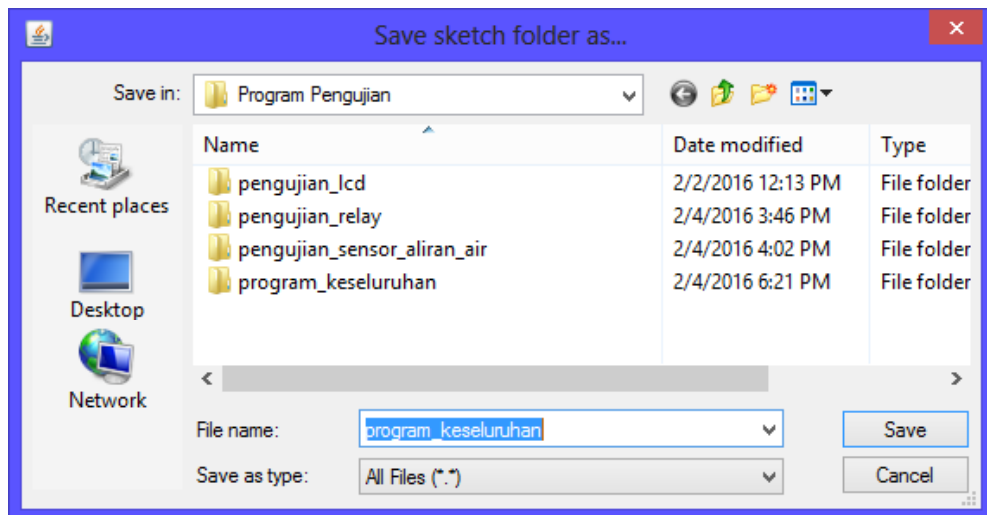 Save sketch folder as...
Save in: Program Pengujian
Name Date modified Type
pengujian_lcd 2/2/2016 12:13 PM File folder
pengujian_relay 2/4/2016 3:46 PM File folder
pengujian_sensor_aliran_air 2/4/2016 4:02 PM File folder
program_keseluruhan 2/4/2016 6:21 PM File folder
Recent places
Desktop
Network
File name: program_keseluruhan Save
Save as type: All Files (*.*) Cancel